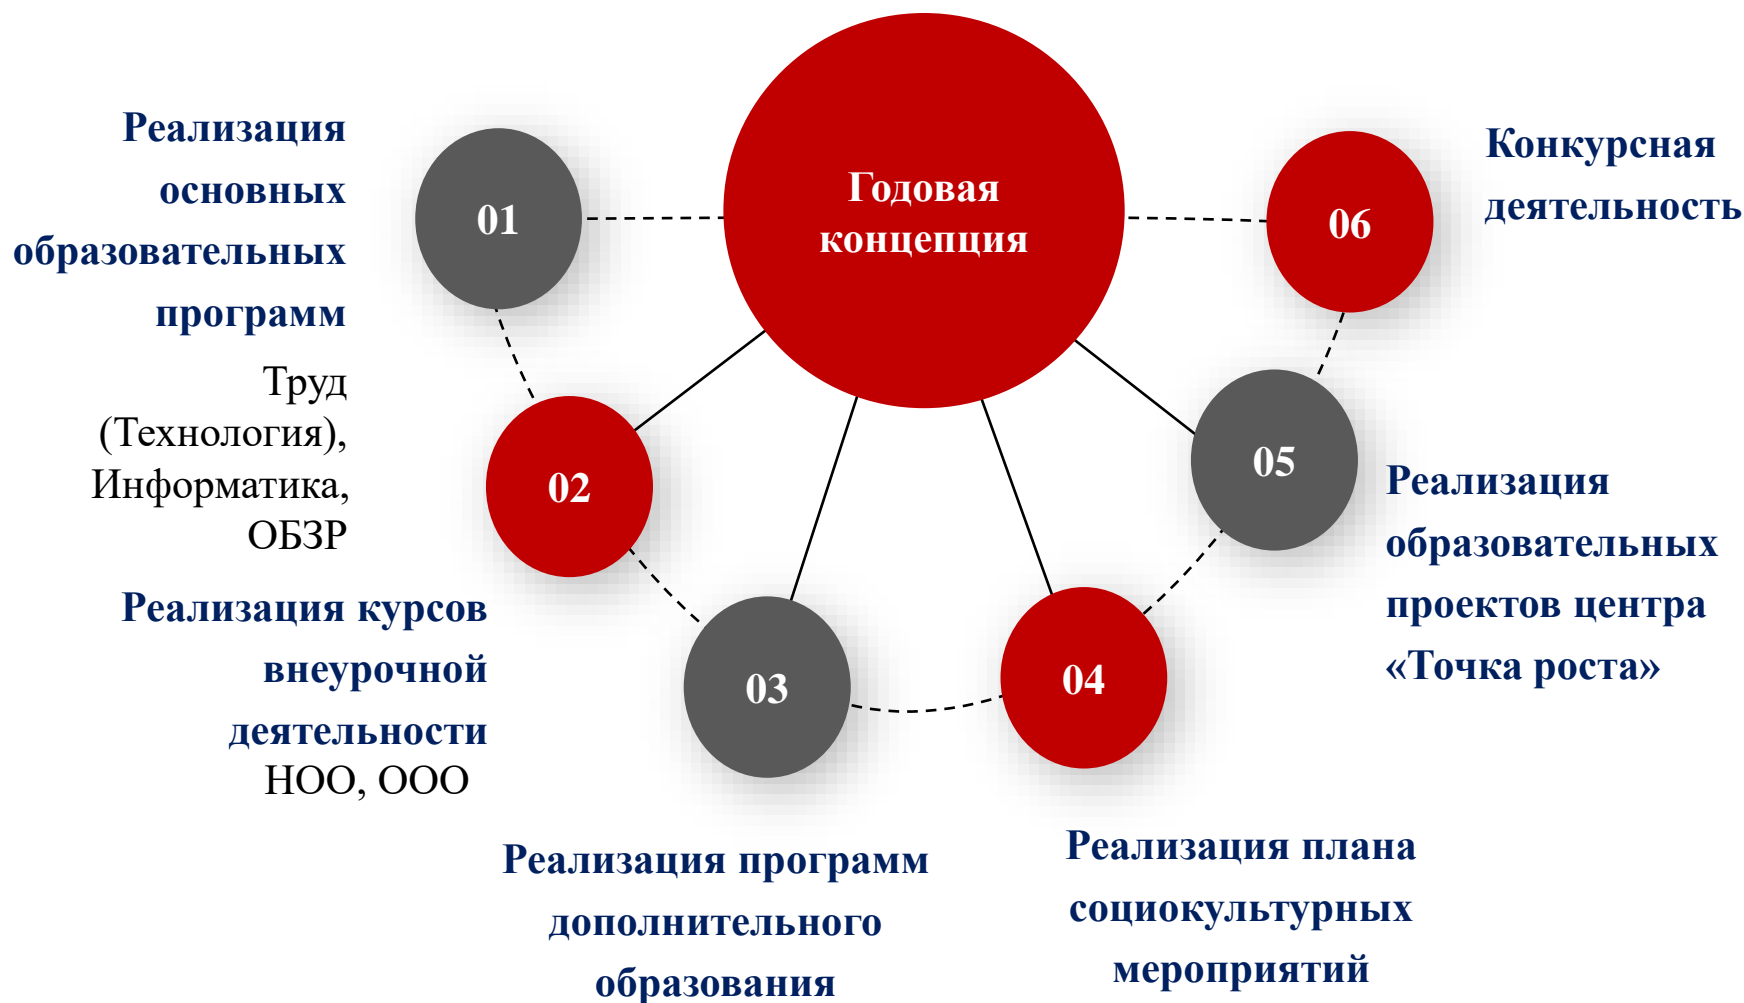 Годовая
концепция
01
Реализация
основных
образовательных
программ
Труд
(Технология),
Информатика,
ОБЗР
02
Реализация курсов
внеурочной
деятельности
НОО, ООО
03
Реализация программ
дополнительного
образования
04
Реализация плана
социокультурных
мероприятий
05
Реализация
образовательных
проектов центра
«Точка роста»
06
Конкурсная
деятельность